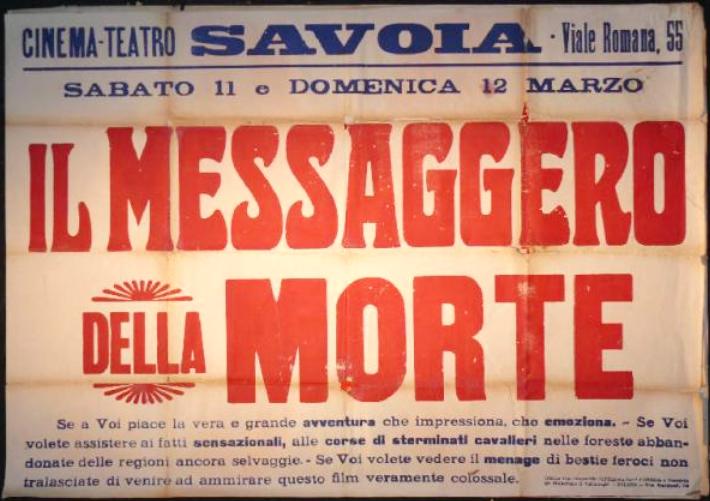 CINEMA-TEATRO SAVOIA - Viale Romana, 55
SABATO 11 e DOMENICA 12 MARZO
IL MESSAGGERO
DELLA MORTE
Se a Voi piace la vera e grande avventura che impressiona, che emoziona. - Se Voi
volete assistere ai fatti sensazionali, alle corse di sterminati cavalieri nelle foreste abban-
donate delle regioni ancora selvaggie. - Se Voi volete vedere il menage di bestie feroci non
tralasciate di venire ad ammirare questo film veramente colossale.